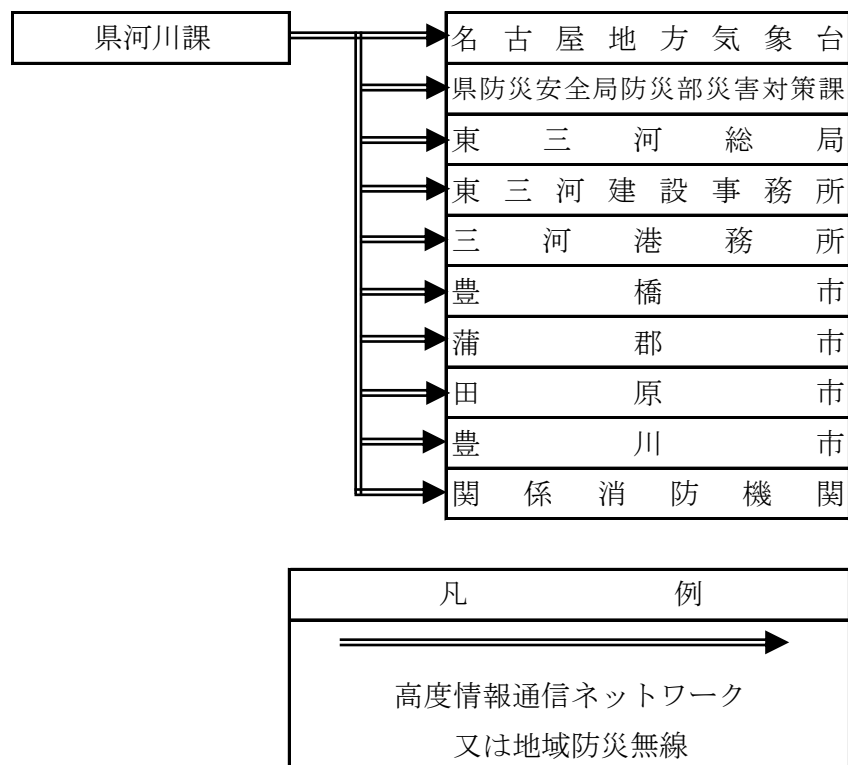 県河川課
名古屋地方気象台
県防災安全局防災部災害対策課
東三河総局
東三河建設事務所
三河港務所
豊橋市
蒲郡市
田原市
豊川市
関係消防機関
凡例
高度情報通信ネットワーク
又は地域防災無線